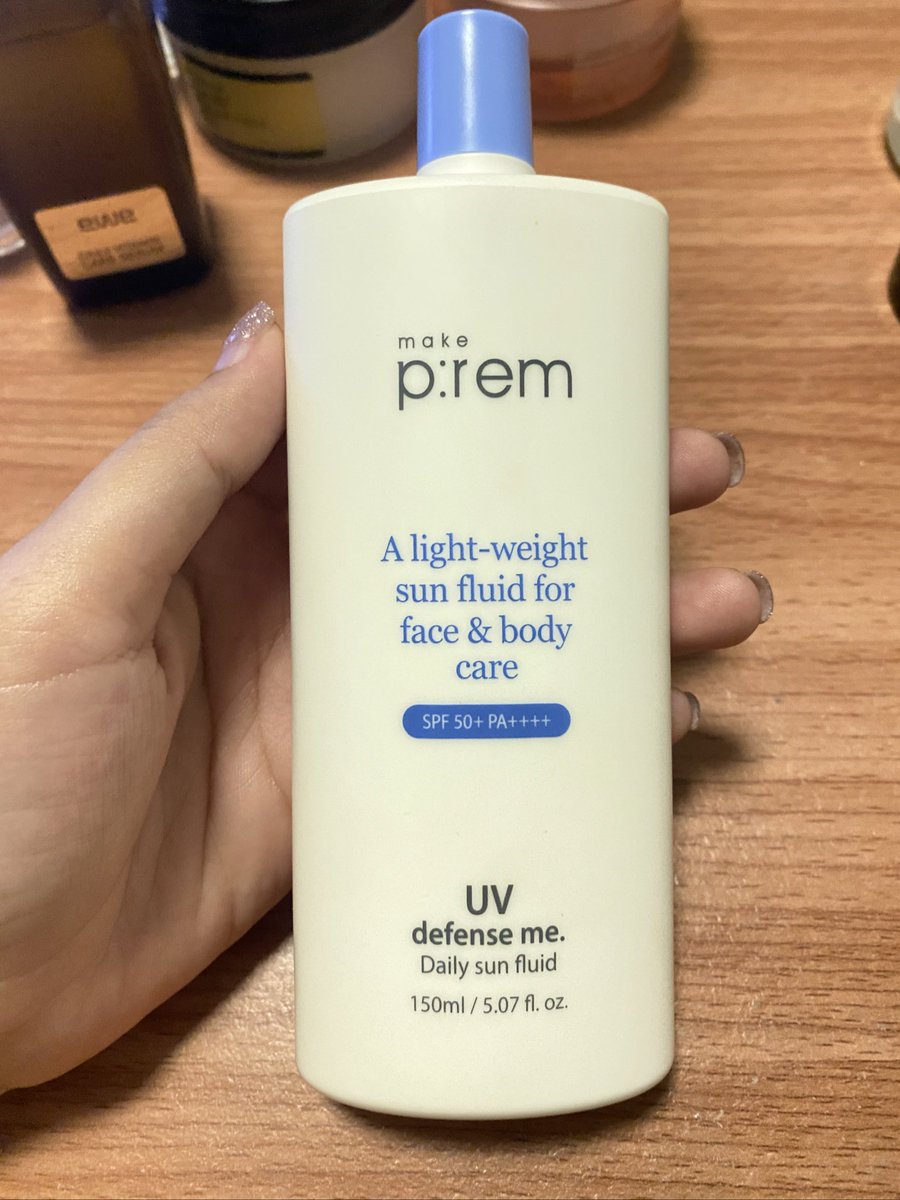 make
p:rem
A light-weight
sun fluid for
face & body
care
SPF 50+ PA++++
UV
defense me.
Daily sun fluid
150ml / 5.07 fl. oz.